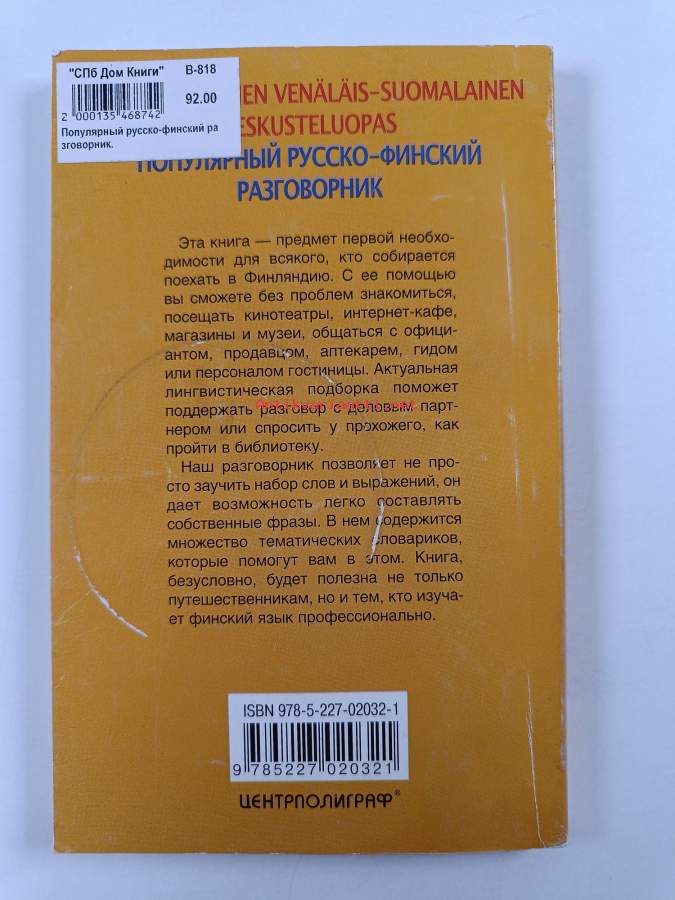 "СПб Дом Книги" В-818
92.00
2 000135 468742
Популярный русско-финский ра
зговорник.
VENÄLÄIS-SUOMALAINEN
ПОПУЛЯРНЫЙ РУССКО-ФИНСКИЙ
РАЗГОВОРНИК
Эта книга — предмет первой необхо-
димости для всякого, кто собирается
поехать в Финляндию. С ее помощью
вы сможете без проблем знакомиться,
посещать кинотеатры, интернет-кафе,
магазины и музеи, общаться с офици-
антом, продавцом, аптекарем, гидом
или персоналом гостиницы. Актуальная
лингвистическая подборка поможет
поддержать разговор с деловым парт-
нером или спросить у прохожего, как
пройти в библиотеку.
Наш разговорник позволяет не про-
сто заучить набор слов и выражений, он
дает возможность легко составлять
собственные фразы. В нем содержится
множество тематических словариков,
которые помогут вам в этом. Книга,
безусловно, будет полезна не только
путешественникам, но и тем, кто изуча-
ет финский язык профессионально.
ISBN 978-5-227-02032-1
9 785227 020321
ЦЕНТРПОЛИГРАФ®